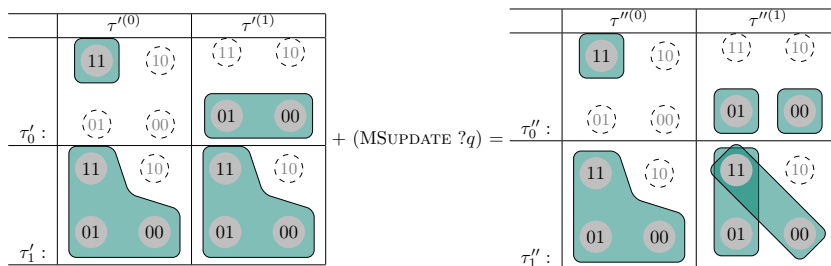 τ′⁽⁰⁾ τ′⁽¹⁾ τ″⁽⁰⁾ τ″⁽¹⁾
11 10 11 10 11 10 11 10
τ′₀ : 01 00 01 00 + (MSUPDATE ?q) = τ″₀ : 01 00 01 00
11 10 11 10 11 10 11 10
τ′₁ : 01 00 01 00 τ″₁ : 01 00 01 00